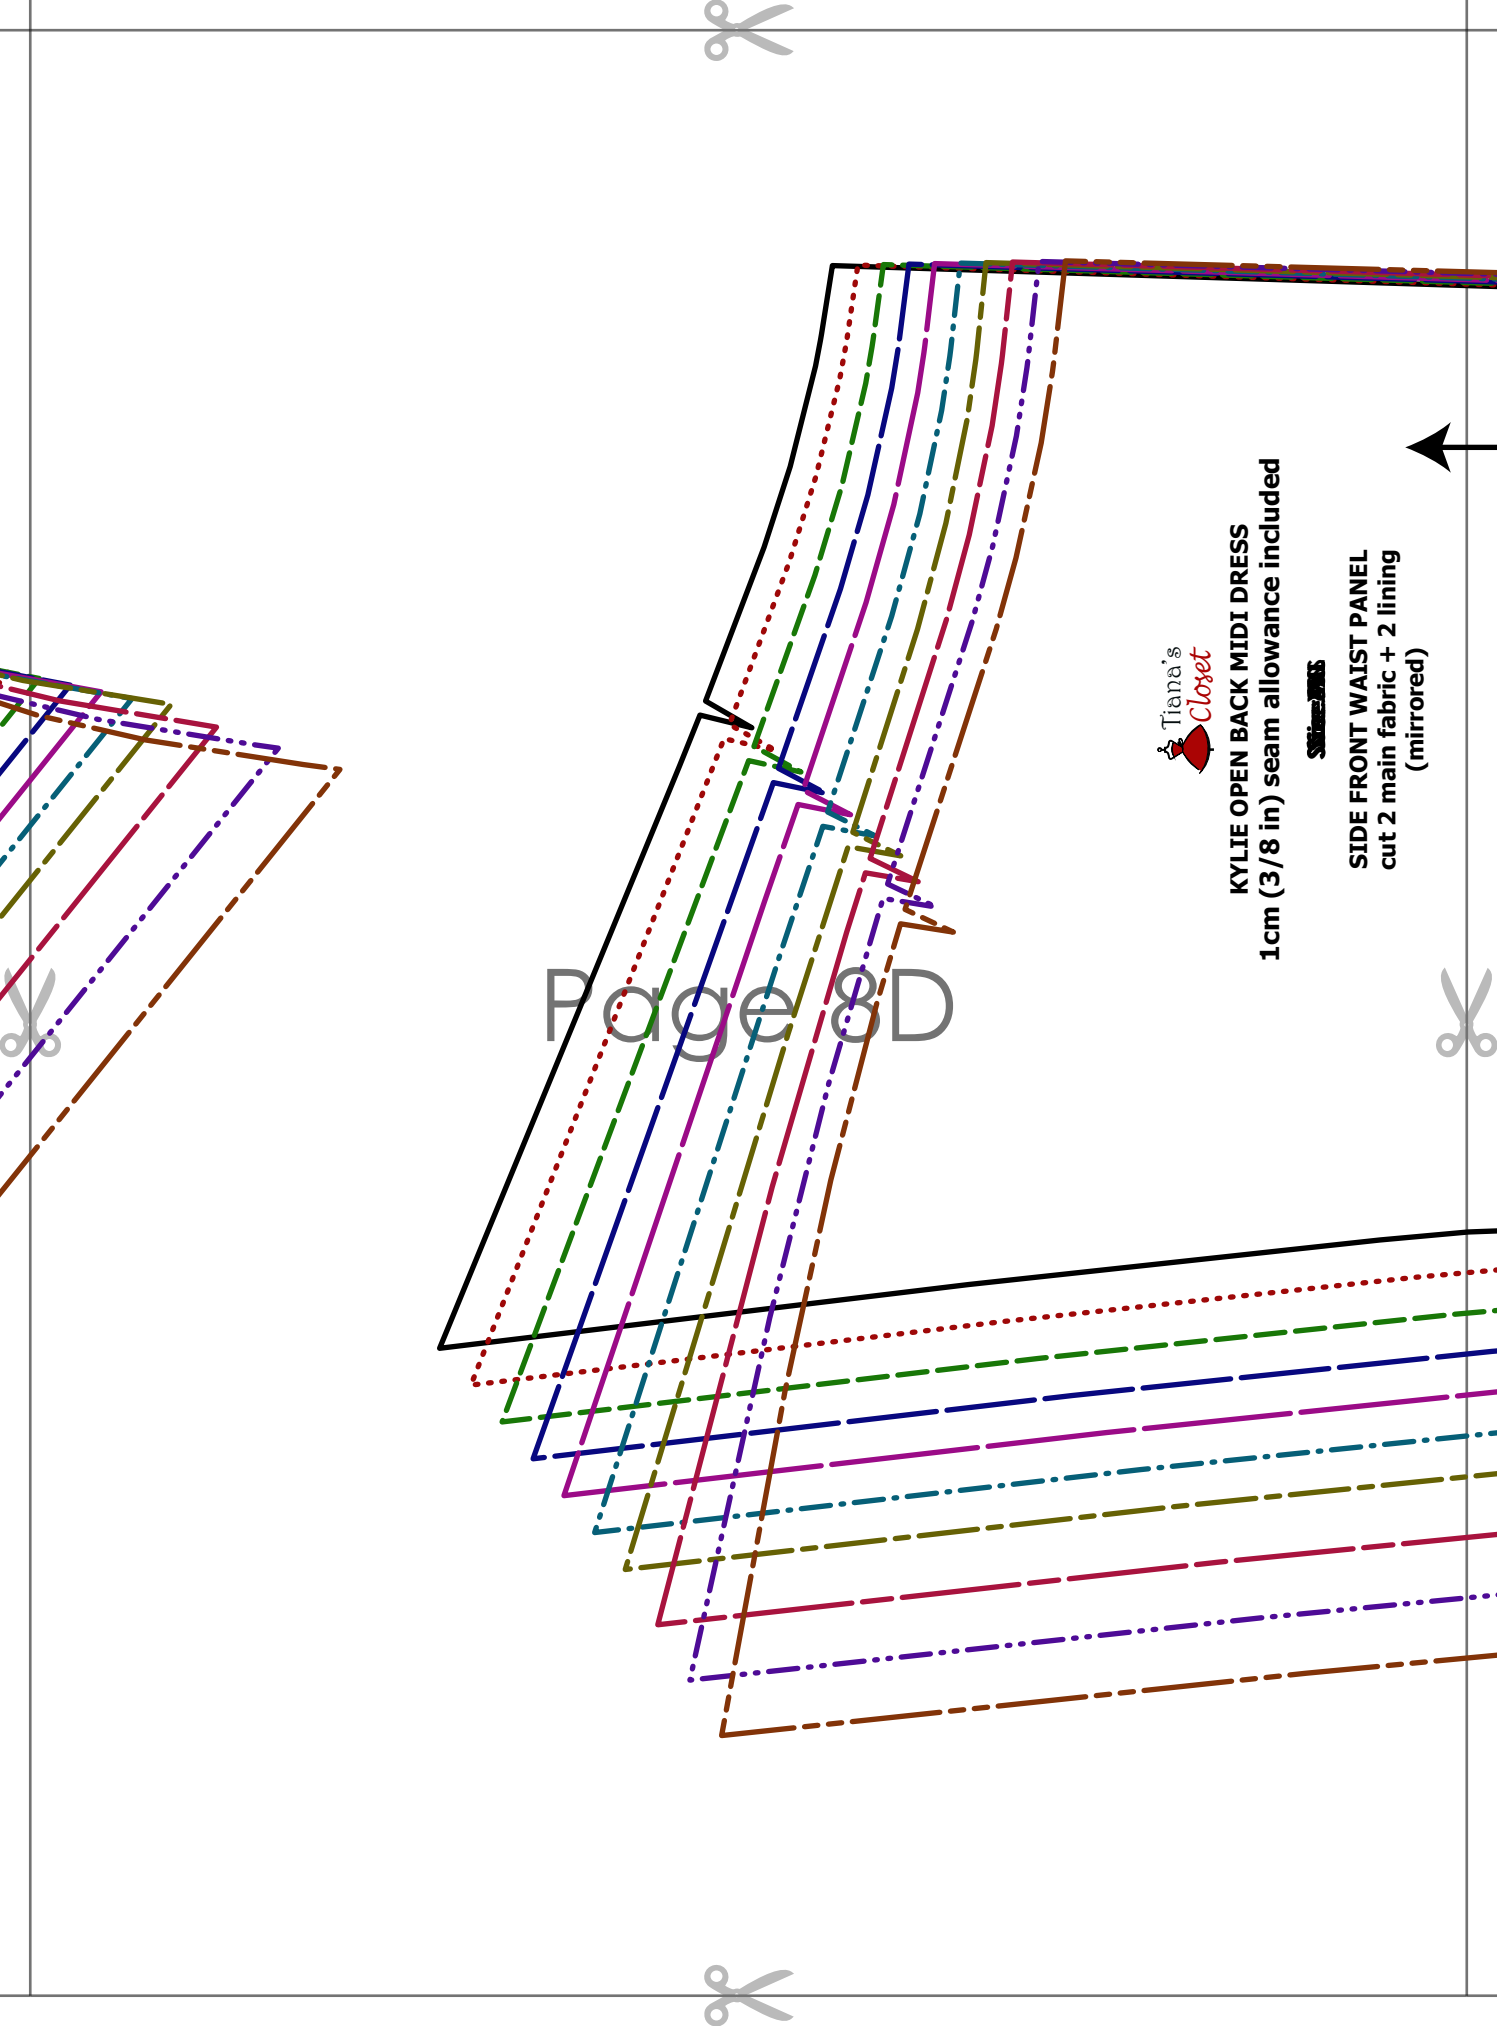 Tiana's
Closet
KYLIE OPEN BACK MIDI DRESS
1cm (3/8 in) seam allowance included
SIDE FRONT WAIST PANEL
cut 2 main fabric + 2 lining
(mirrored)
Page 8D